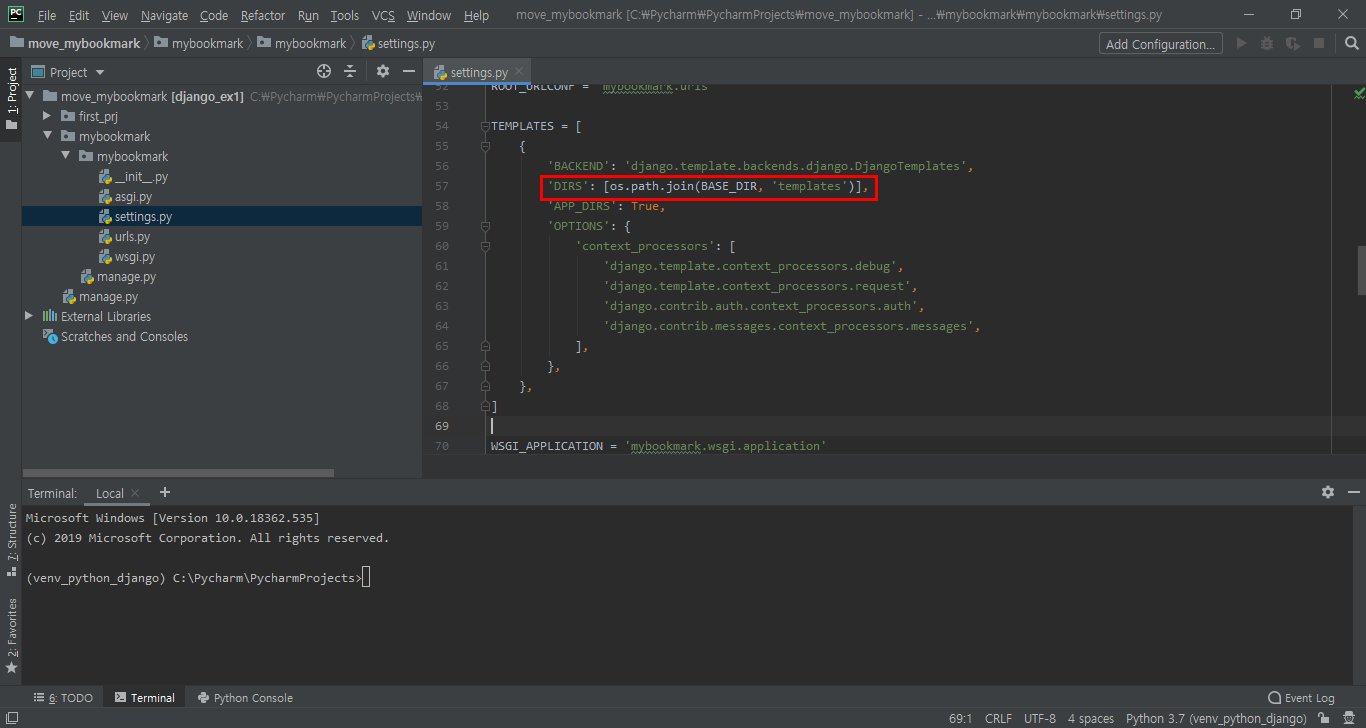 PC File Edit View Navigate Code Refactor Run Tools VCS Window Help move_mybookmark [C:₩Pycharm₩PycharmProjects₩move_mybookmark] - ...₩mybookmark₩mybookmark₩settings.py
move_mybookmark mybookmark mybookmark settings.py Add Configuration...
1: Project
Project
move_mybookmark [django_ex1] C:₩Pycharm₩PycharmProjects₩
first_prj
mybookmark
mybookmark
__init__.py
asgi.py
settings.py
urls.py
wsgi.py
manage.py
manage.py
External Libraries
Scratches and Consoles
settings.py
52 ROOT_URLCONF = 'mybookmark.urls'
53
54 TEMPLATES = [
55 {
56 'BACKEND': 'django.template.backends.django.DjangoTemplates',
57 'DIRS': [os.path.join(BASE_DIR, 'templates')],
58 'APP_DIRS': True,
59 'OPTIONS': {
60 'context_processors': [
61 'django.template.context_processors.debug',
62 'django.template.context_processors.request',
63 'django.contrib.auth.context_processors.auth',
64 'django.contrib.messages.context_processors.messages',
65 ],
66 },
67 },
68 ]
69
70 WSGI_APPLICATION = 'mybookmark.wsgi.application'
Terminal: Local
Microsoft Windows [Version 10.0.18362.535]
(c) 2019 Microsoft Corporation. All rights reserved.
(venv_python_django) C:\Pycharm\PycharmProjects>
7: Structure
2: Favorites
6: TODO Terminal Python Console Event Log
69:1 CRLF UTF-8 4 spaces Python 3.7 (venv_python_django)